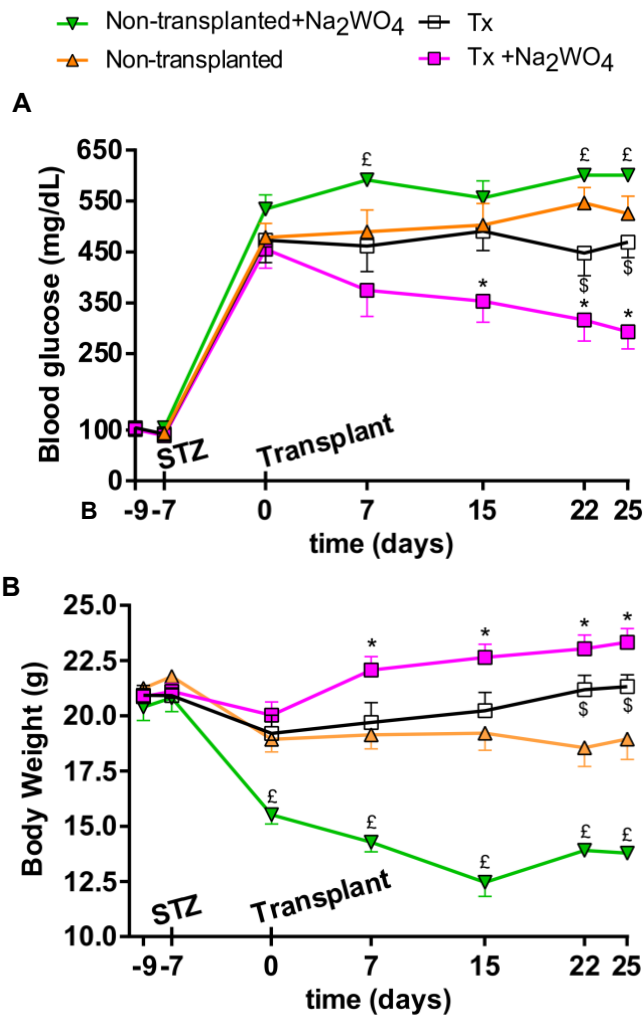 Non-transplanted+Na₂WO₄ Tx
Non-transplanted Tx +Na₂WO₄
A
Blood glucose (mg/dL)
650
550
450
350
250
100
0
£ £ £
* * *
$ $
STZ Transplant
B -9 -7 0 7 15 22 25
time (days)
B
Body Weight (g)
25.0
22.5
20.0
17.5
15.0
12.5
10.0
* * * *
$ $
£ £ £ £ £
STZ Transplant
-9 -7 0 7 15 22 25
time (days)